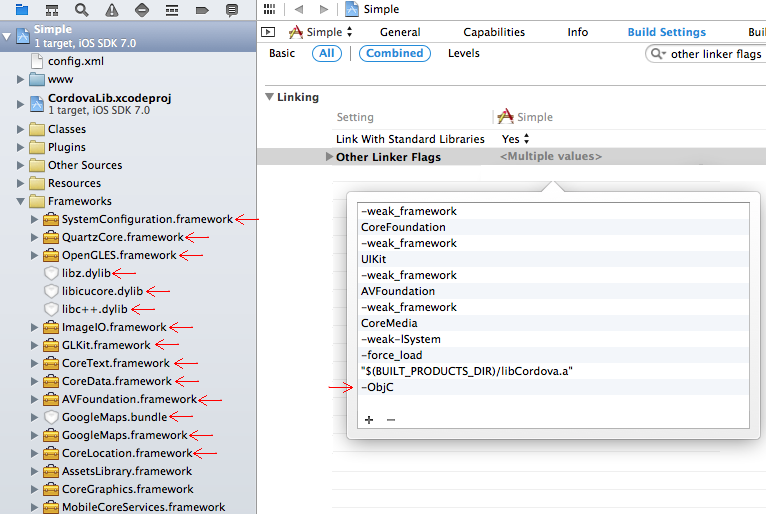 Simple
1 target, iOS SDK 7.0
config.xml
www
CordovaLib.xcodeproj
1 target, iOS SDK 7.0
Classes
Plugins
Other Sources
Resources
Frameworks
SystemConfiguration.framework
QuartzCore.framework
OpenGLES.framework
libz.dylib
libicucore.dylib
libc++.dylib
ImageIO.framework
GLKit.framework
CoreText.framework
CoreData.framework
AVFoundation.framework
GoogleMaps.bundle
GoogleMaps.framework
CoreLocation.framework
AssetsLibrary.framework
CoreGraphics.framework
MobileCoreServices.framework
Simple
Simple General Capabilities Info Build Settings Bui
Basic All Combined Levels other linker flags
Linking
Setting Simple
Link With Standard Libraries Yes
Other Linker Flags <Multiple values>
-weak_framework
CoreFoundation
-weak_framework
UIKit
-weak_framework
AVFoundation
-weak_framework
CoreMedia
-weak-lSystem
-force_load
"$(BUILT_PRODUCTS_DIR)/libCordova.a"
-ObjC
+ −